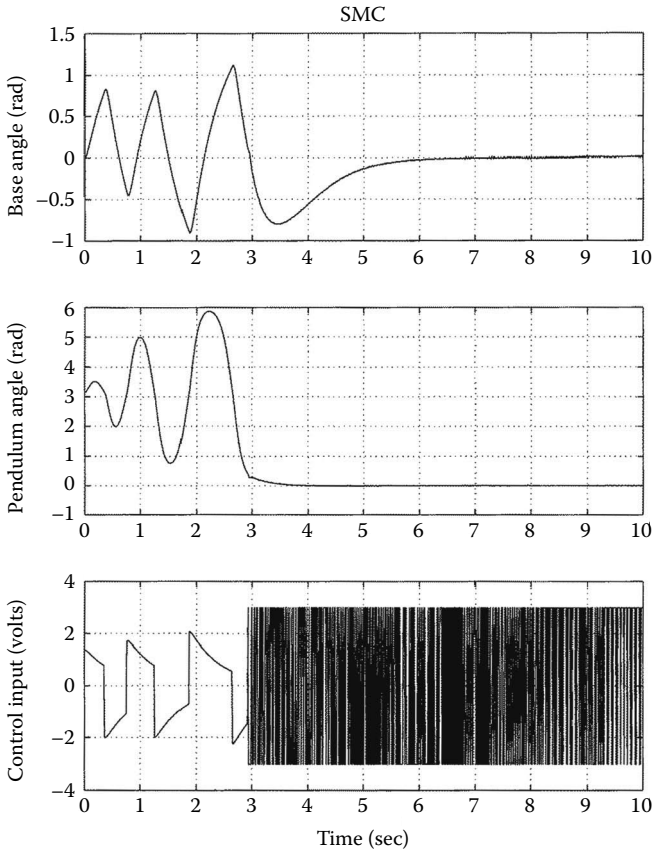 SMC
Base angle (rad)
1.5
1
0.5
0
−0.5
−1
0 1 2 3 4 5 6 7 8 9 10
Pendulum angle (rad)
6
5
4
3
2
1
0
−1
0 1 2 3 4 5 6 7 8 9 10
Control input (volts)
4
2
0
−2
−4
0 1 2 3 4 5 6 7 8 9 10
Time (sec)